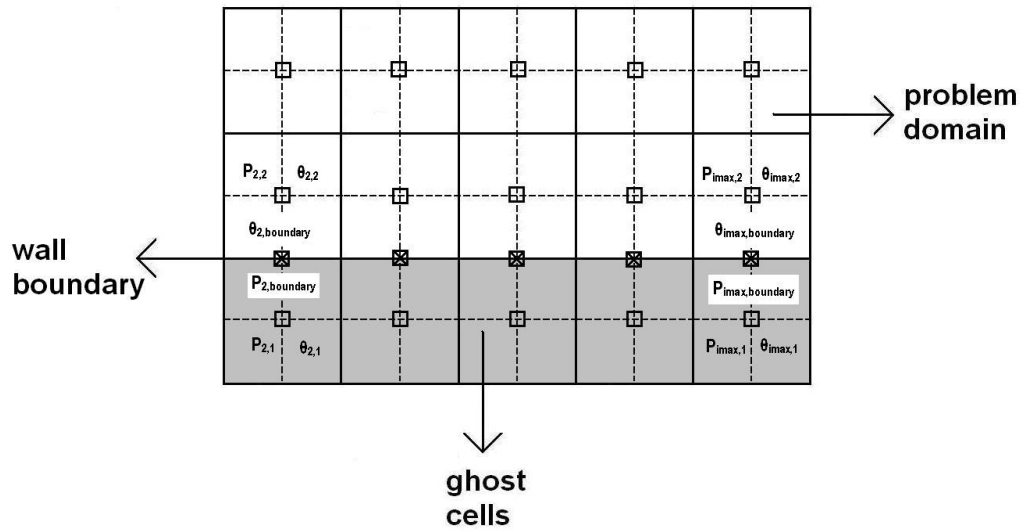 problem
domain
P2,2 θ2,2
Pimax,2 θimax,2
θ2,boundary
θimax,boundary
wall
boundary
P2,boundary
Pimax,boundary
P2,1 θ2,1
Pimax,1 θimax,1
ghost
cells